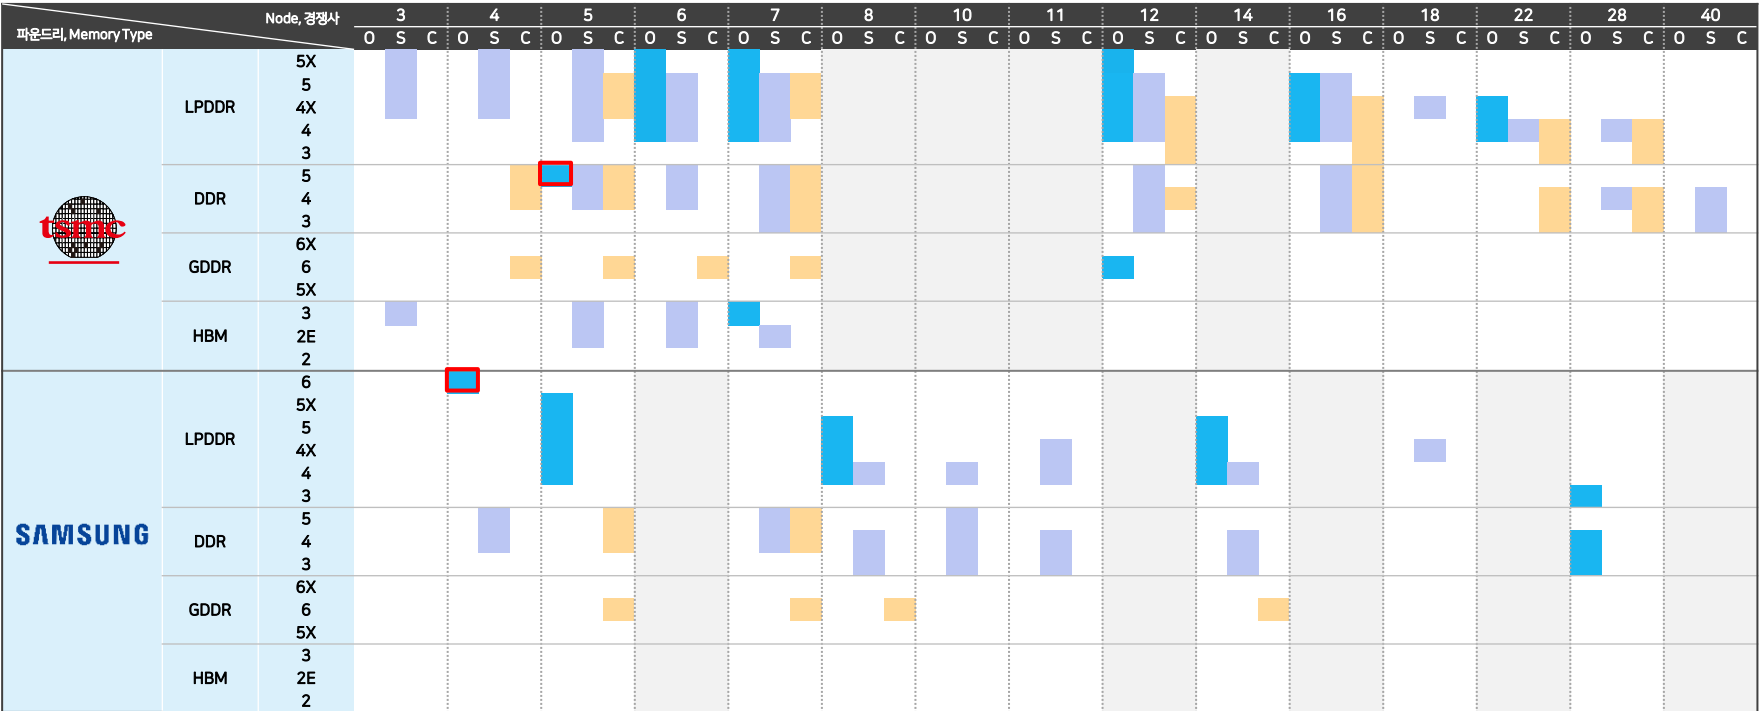 Node, 경쟁사
파운드리, Memory Type
3 4 5 6 7 8 10 11 12 14 16 18 22 28 40
O S C O S C O S C O S C O S C O S C O S C O S C O S C O S C O S C O S C O S C O S C O S C
tsmc
LPDDR
5X
5
4X
4
3
DDR
5
4
3
GDDR
6X
6
5X
HBM
3
2E
2
SAMSUNG
LPDDR
6
5X
5
4X
4
3
DDR
5
4
3
GDDR
6X
6
5X
HBM
3
2E
2